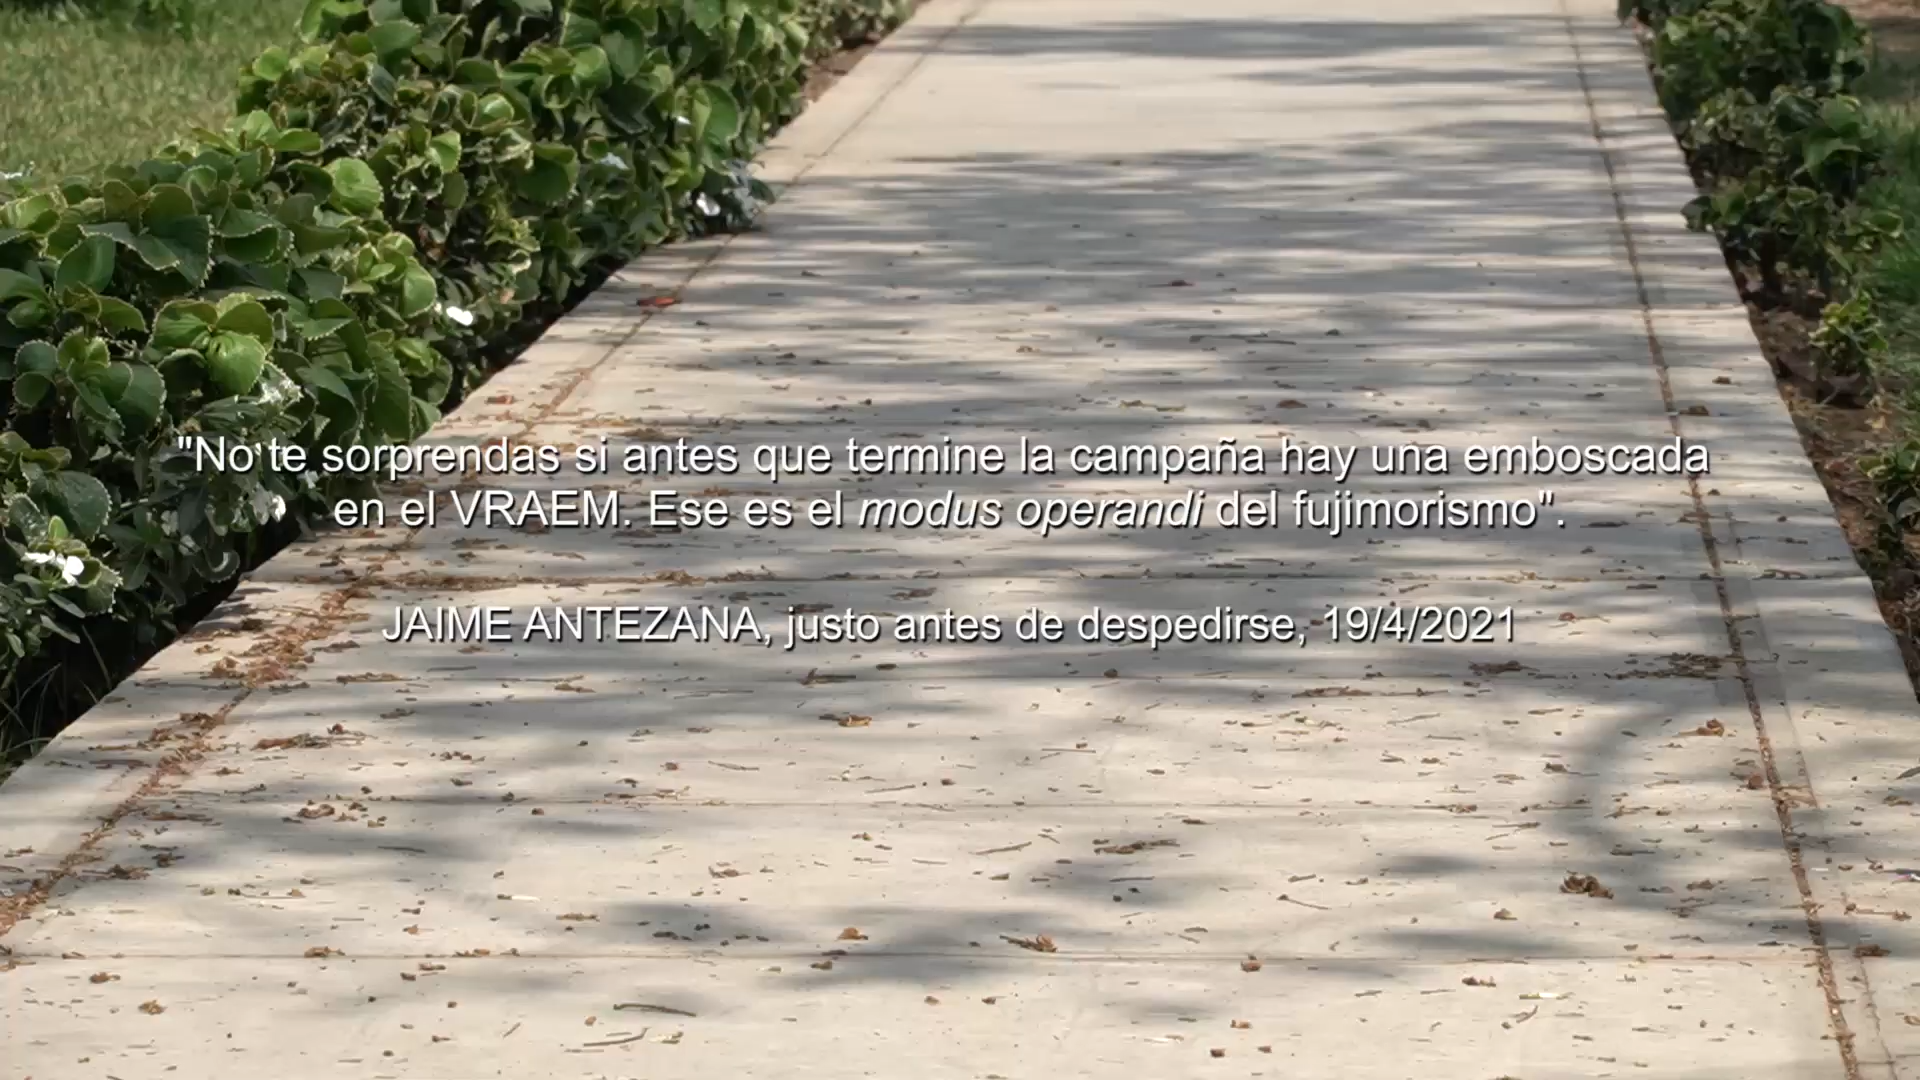 "No te sorprendas si antes que termine la campaña hay una emboscada
en el VRAEM. Ese es el modus operandi del fujimorismo".
JAIME ANTEZANA, justo antes de despedirse, 19/4/2021